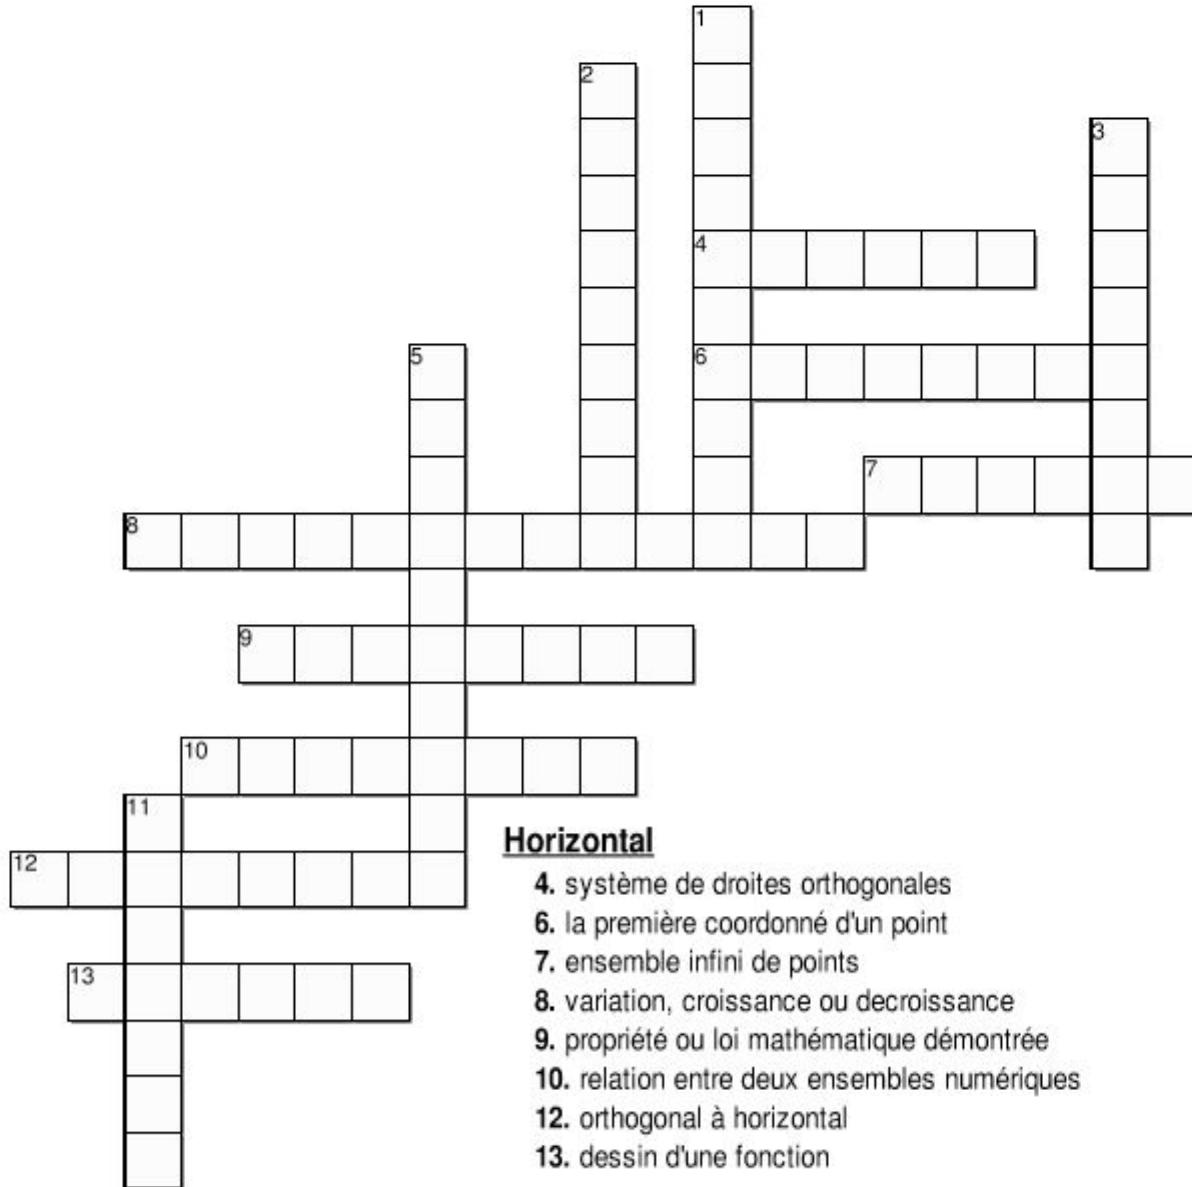 1
2
3
4
5
6
7
8
9
10
11
12
13
Horizontal
4. système de droites orthogonales
6. la première coordonné d'un point
7. ensemble infini de points
8. variation, croissance ou decroissance
9. propriété ou loi mathématique démontrée
10. relation entre deux ensembles numériques
12. orthogonal à horizontal
13. dessin d'une fonction